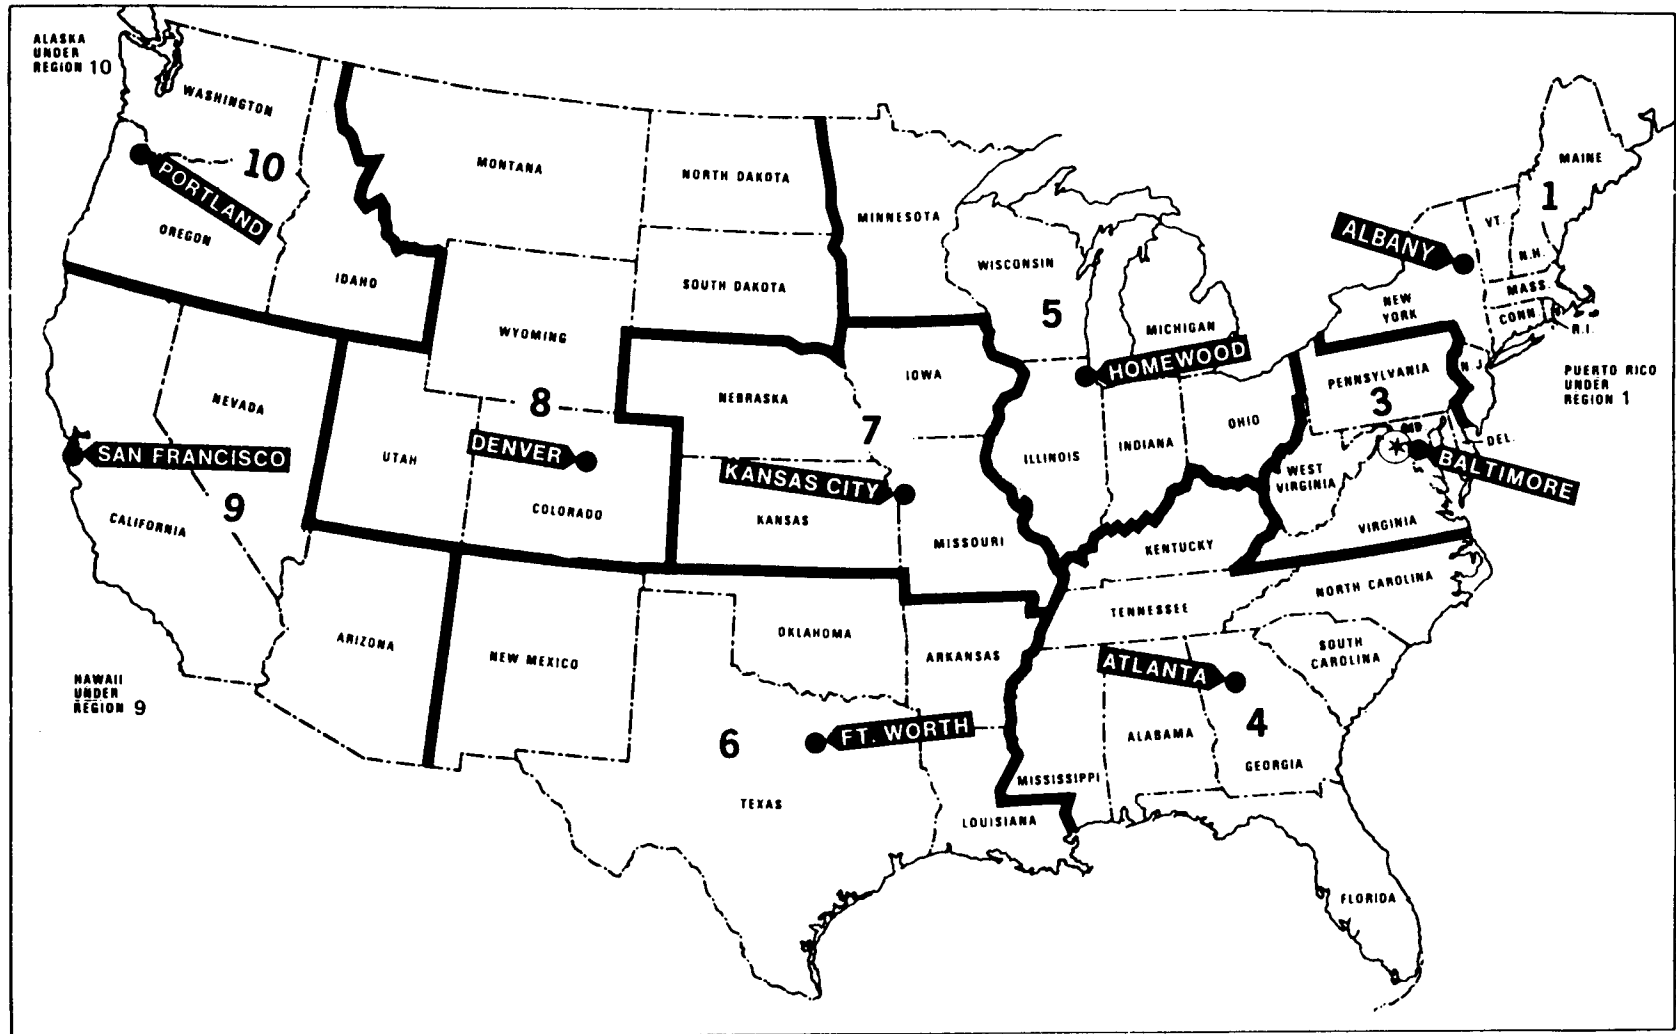 ALASKA
UNDER
REGION 10
WASHINGTON
10
PORTLAND
OREGON
IDAHO
MONTANA
NORTH DAKOTA
SOUTH DAKOTA
WYOMING
MINNESOTA
WISCONSIN
5
MICHIGAN
HOMEWOOD
MAINE
1
VT.
N.H.
ALBANY
MASS.
NEW
YORK
CONN
R.I.
PUERTO RICO
UNDER
REGION 1
PENNSYLVANIA
3
N.J.
MD
DEL.
BALTIMORE
WEST
VIRGINIA
VIRGINIA
OHIO
INDIANA
ILLINOIS
IOWA
7
NEBRASKA
KANSAS CITY
KANSAS
MISSOURI
8
DENVER
COLORADO
UTAH
NEVADA
SAN FRANCISCO
9
CALIFORNIA
HAWAII
UNDER
REGION 9
ARIZONA
NEW MEXICO
OKLAHOMA
ARKANSAS
6
FT. WORTH
TEXAS
LOUISIANA
MISSISSIPPI
KENTUCKY
TENNESSEE
NORTH CAROLINA
SOUTH
CAROLINA
ATLANTA
4
ALABAMA
GEORGIA
FLORIDA